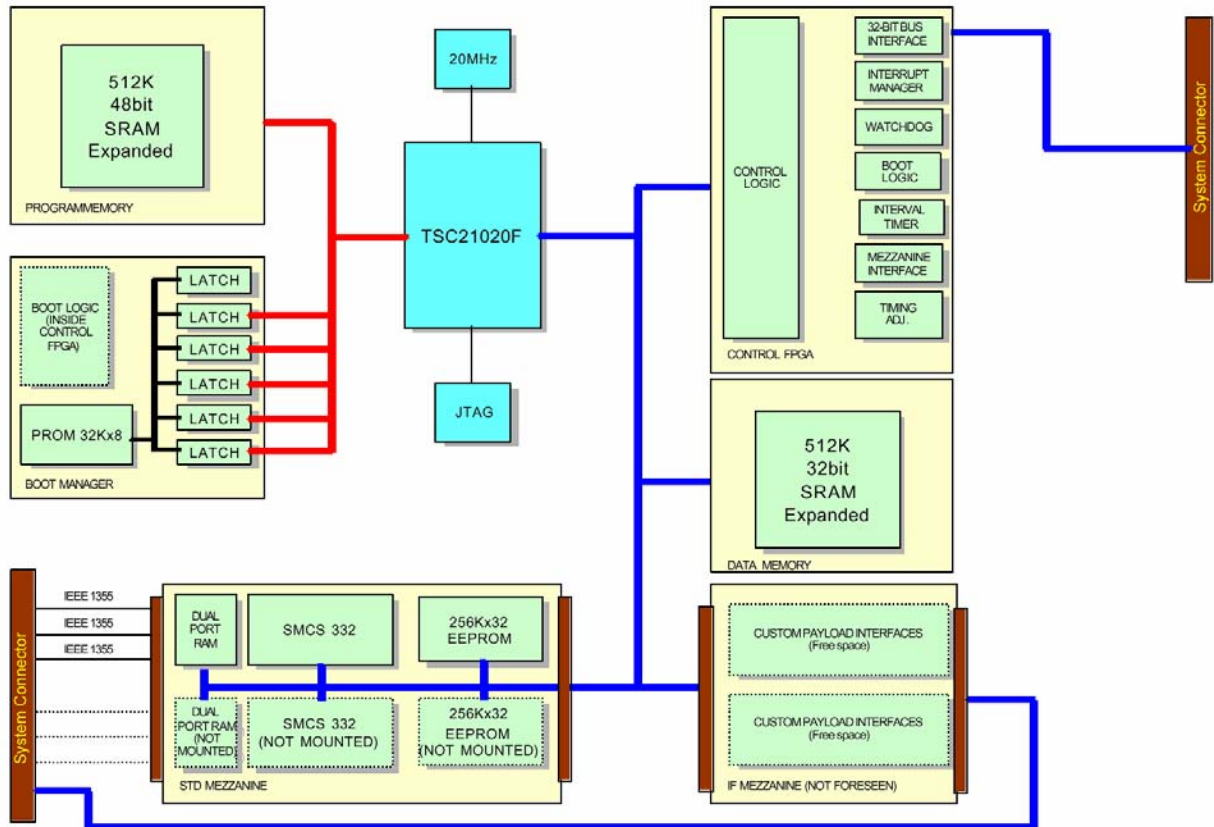 512K
48bit
SRAM
Expanded
PROGRAMMEMORY
BOOT LOGIC
(INSIDE
CONTROL
FPGA)
LATCH
LATCH
LATCH
LATCH
LATCH
LATCH
PROM 32Kx8
BOOT MANAGER
20MHz
TSC21020F
JTAG
CONTROL
LOGIC
32-BIT BUS
INTERFACE
INTERRUPT
MANAGER
WATCHDOG
BOOT
LOGIC
INTERVAL
TIMER
MEZZANINE
INTERFACE
TIMING
ADJ.
CONTROL FPGA
System Connector
512K
32bit
SRAM
Expanded
DATA MEMORY
System Connector
IEEE 1355
IEEE 1355
IEEE 1355
DUAL
PORT
RAM
SMCS 332
256Kx32
EEPROM
DUAL
PORT RAM
(NOT
MOUNTED)
SMCS 332
(NOT MOUNTED)
256Kx32
EEPROM
(NOT MOUNTED)
STD MEZZANINE
CUSTOM PAYLOAD INTERFACES
(Free space)
CUSTOM PAYLOAD INTERFACES
(Free space)
IF MEZZANINE (NOT FORESEEN)